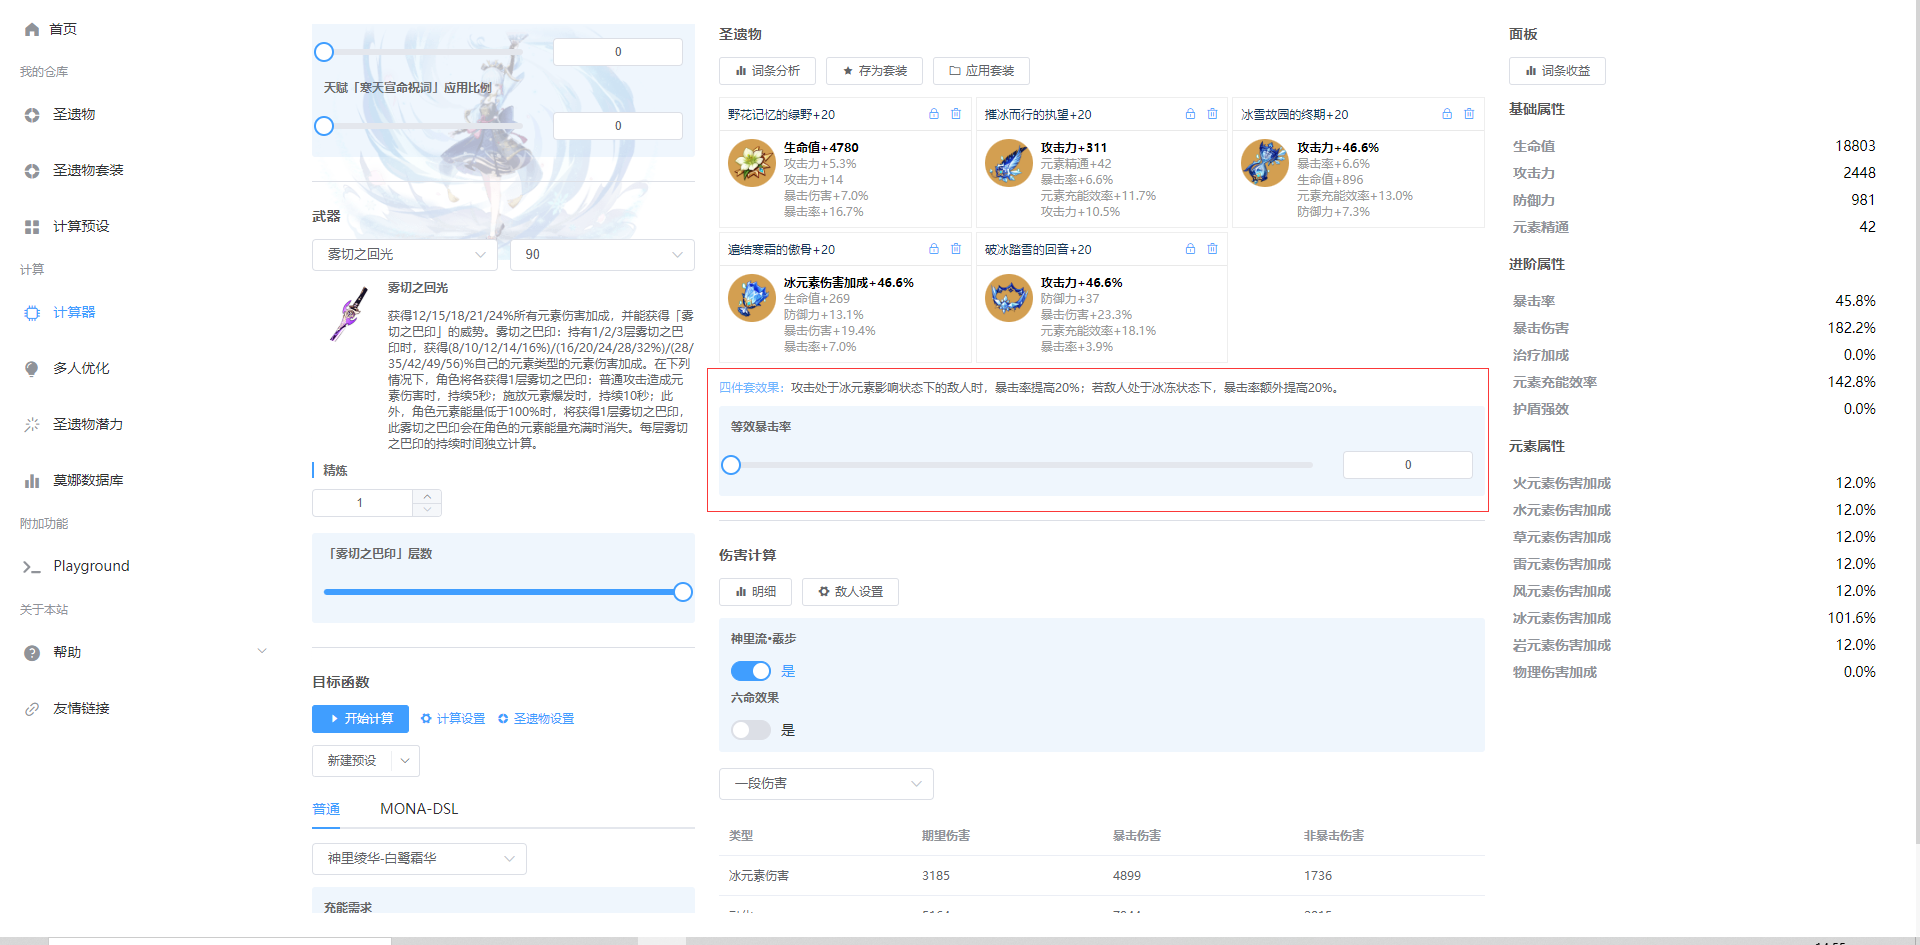 首页
我的仓库
圣遗物
圣遗物套装
计算预设
计算
计算器
多人优化
圣遗物潜力
莫娜数据库
附加功能
Playground
关于本站
帮助
友情链接
0
天赋「寒天宣命祝词」应用比例
0
武器
雾切之回光
90
雾切之回光
获得12/15/18/21/24%所有元素伤害加成，并能获得「雾
切之巴印」的威势。雾切之巴印：持有1/2/3层雾切之巴
印时，获得(8/10/12/14/16%)/(16/20/24/28/32%)/(28/
35/42/49/56)%自己的元素类型的元素伤害加成。在下列
情况下，角色将各获得1层雾切之巴印：普通攻击造成元
素伤害时，持续5秒；施放元素爆发时，持续10秒；此
外，角色元素能量低于100%时，将获得1层雾切之巴印，
此雾切之巴印会在角色的元素能量充满时消失。每层雾切
之巴印的持续时间独立计算。
精炼
1
「雾切之巴印」层数
目标函数
开始计算
计算设置
圣遗物设置
新建预设
普通
MONA-DSL
神里绫华-白鹭霜华
充能需求
圣遗物
词条分析
存为套装
应用套装
野花记忆的绿野+20
生命值+4780
攻击力+5.3%
攻击力+14
暴击伤害+7.0%
暴击率+16.7%
摧冰而行的执望+20
攻击力+311
元素精通+42
暴击率+6.6%
元素充能效率+11.7%
攻击力+10.5%
冰雪故园的终期+20
攻击力+46.6%
暴击率+6.6%
生命值+896
元素充能效率+13.0%
防御力+7.3%
遍结寒霜的傲骨+20
冰元素伤害加成+46.6%
生命值+269
防御力+13.1%
暴击伤害+19.4%
暴击率+7.0%
破冰踏雪的回音+20
攻击力+46.6%
防御力+37
暴击伤害+23.3%
元素充能效率+18.1%
暴击率+3.9%
四件套效果：攻击处于冰元素影响状态下的敌人时，暴击率提高20%；若敌人处于冰冻状态下，暴击率额外提高20%。
等效暴击率
0
伤害计算
明细
敌人设置
神里流•霰步
是
六命效果
是
一段伤害
类型 期望伤害 暴击伤害 非暴击伤害
冰元素伤害 3185 4899 1736
面板
词条收益
基础属性
生命值 18803
攻击力 2448
防御力 981
元素精通 42
进阶属性
暴击率 45.8%
暴击伤害 182.2%
治疗加成 0.0%
元素充能效率 142.8%
护盾强效 0.0%
元素属性
火元素伤害加成 12.0%
水元素伤害加成 12.0%
草元素伤害加成 12.0%
雷元素伤害加成 12.0%
风元素伤害加成 12.0%
冰元素伤害加成 101.6%
岩元素伤害加成 12.0%
物理伤害加成 0.0%